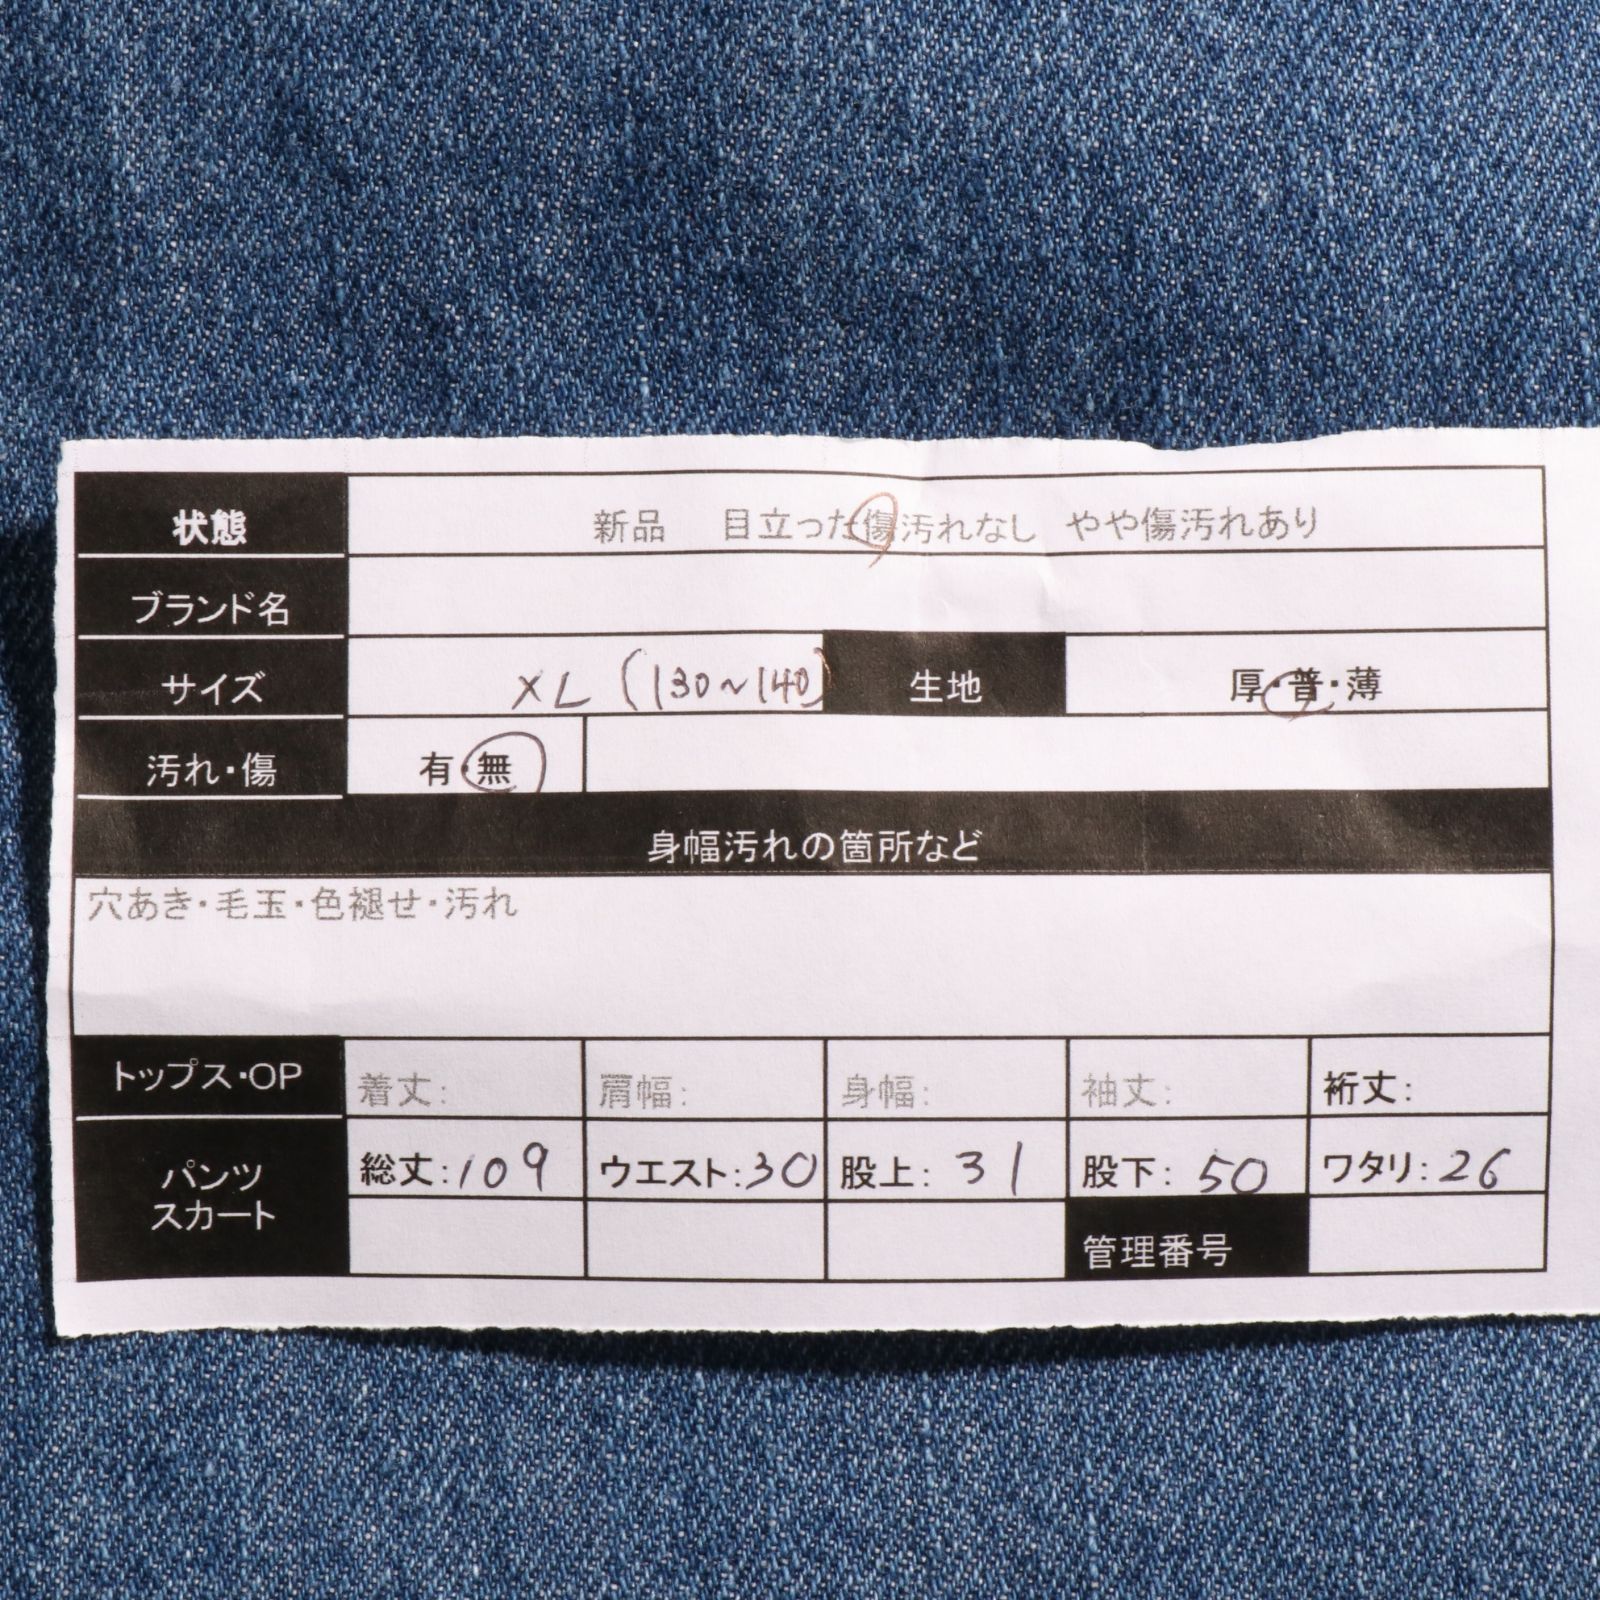 状態 新品 目立った傷汚れなし やや傷汚れあり
ブランド名
サイズ XL (130~140) 生地 厚・普・薄
汚れ・傷 有・無
身幅汚れの箇所など
穴あき・毛玉・色褪せ・汚れ
トップス・OP 着丈: 肩幅: 身幅: 袖丈: 裄丈:
パンツ 総丈:109 ウエスト:30 股上:31 股下:50 ワタリ:26
スカート 管理番号